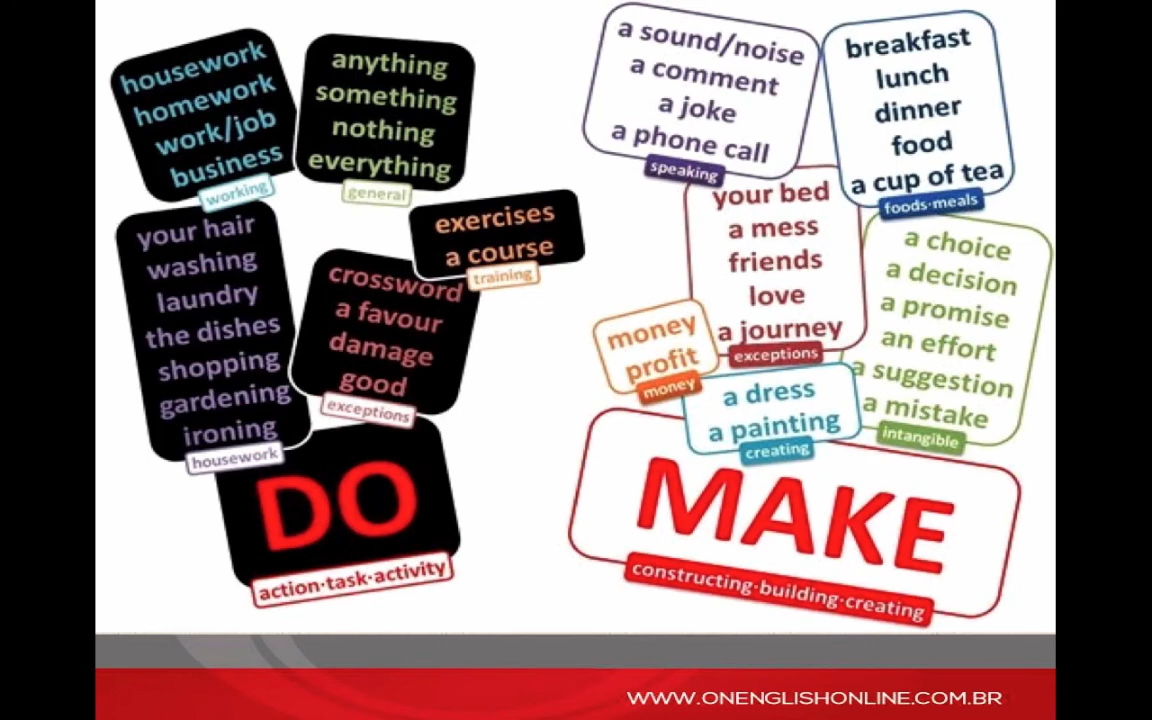 housework
homework
work/job
business
working
anything
something
nothing
everything
general
your hair
washing
laundry
the dishes
shopping
gardening
ironing
housework
crossword
a favour
damage
good
exceptions
exercises
a course
training
DO
action·task·activity
a sound/noise
a comment
a joke
a phone call
speaking
breakfast
lunch
dinner
food
a cup of tea
foods·meals
your bed
a mess
friends
love
a journey
exceptions
a choice
a decision
a promise
an effort
a suggestion
a mistake
intangible
money
profit
money
a dress
a painting
creating
MAKE
constructing·building·creating
WWW.ONENGLISHONLINE.COM.BR